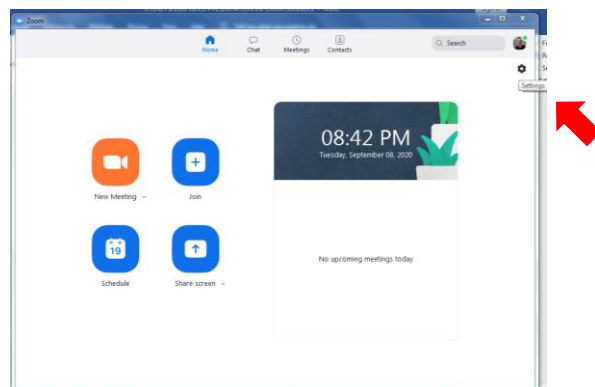 Zoom
Home
Chat
Meetings
Contacts
Search
Settings
08:42 PM
Tuesday, September 08, 2020
New Meeting
Join
19
Schedule
Share screen
No upcoming meetings today